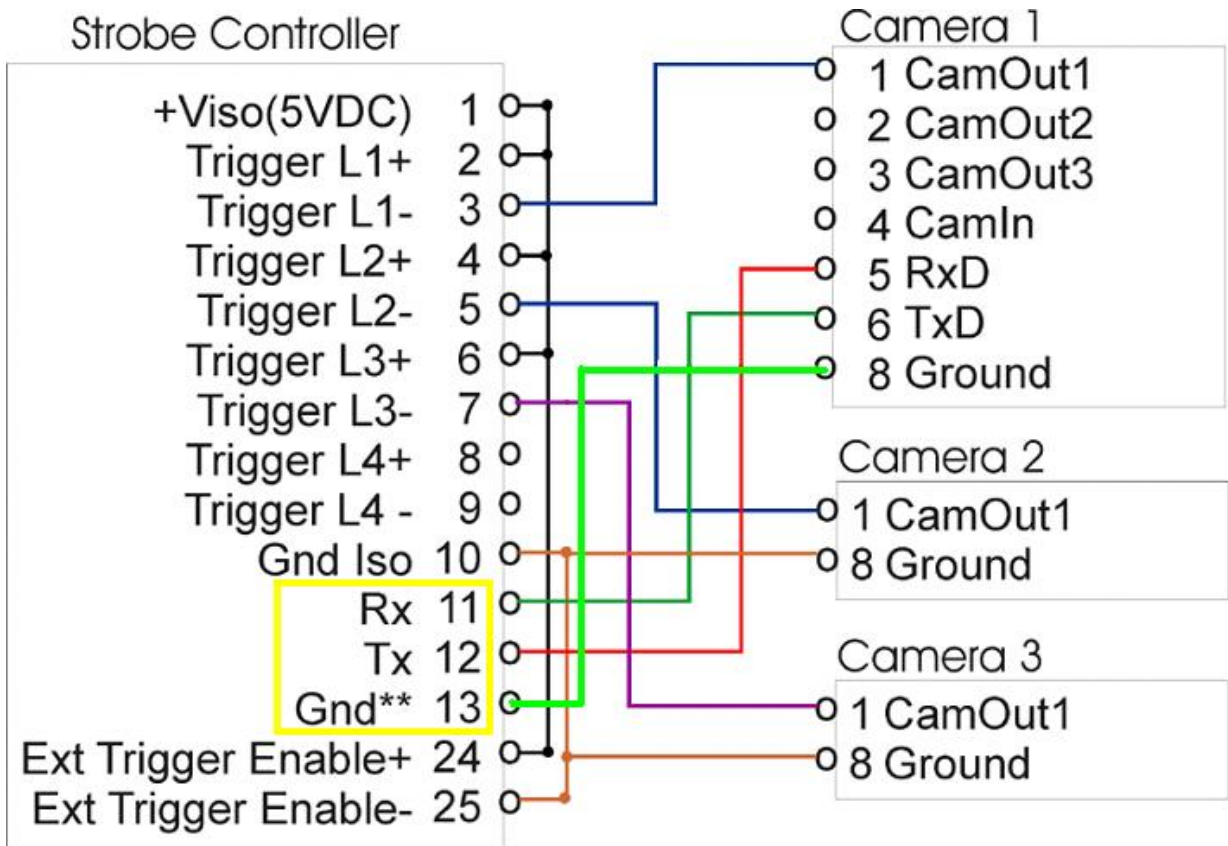 Strobe Controller
+Viso(5VDC) 1
Trigger L1+ 2
Trigger L1- 3
Trigger L2+ 4
Trigger L2- 5
Trigger L3+ 6
Trigger L3- 7
Trigger L4+ 8
Trigger L4 - 9
Gnd Iso 10
Rx 11
Tx 12
Gnd** 13
Ext Trigger Enable+ 24
Ext Trigger Enable- 25
Camera 1
1 CamOut1
2 CamOut2
3 CamOut3
4 CamIn
5 RxD
6 TxD
8 Ground
Camera 2
1 CamOut1
8 Ground
Camera 3
1 CamOut1
8 Ground